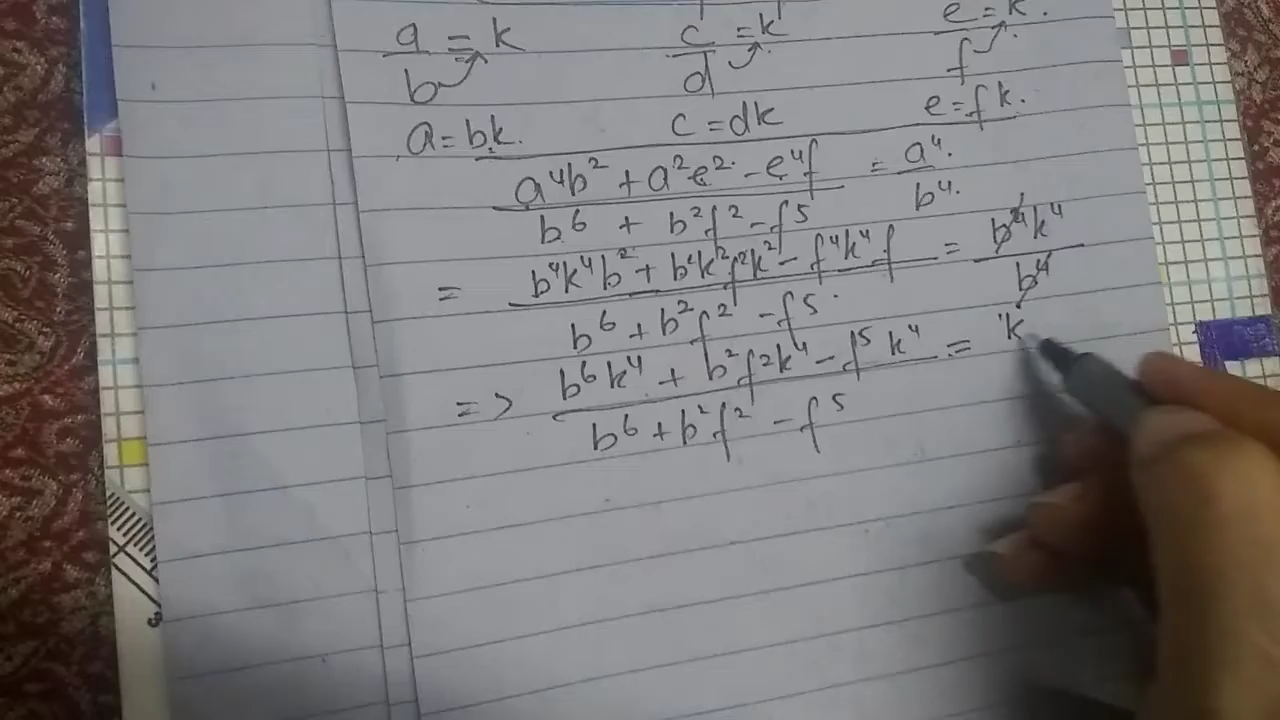 a/b = k c/d = k e/f = k.
a = bk. c = dk e = fk.
a⁴b² + a²e² - e⁴f / b⁶ + b²f² - f⁵ = a⁴. / b⁴.
= b⁴k⁴b² + b²k²f²k² - f⁴k⁴f / b⁶ + b²f² - f⁵. = b⁴k⁴ / b⁴
=> b⁶k⁴ + b²f²k⁴ - f⁵k⁴ / b⁶ + b²f² - f⁵ = k